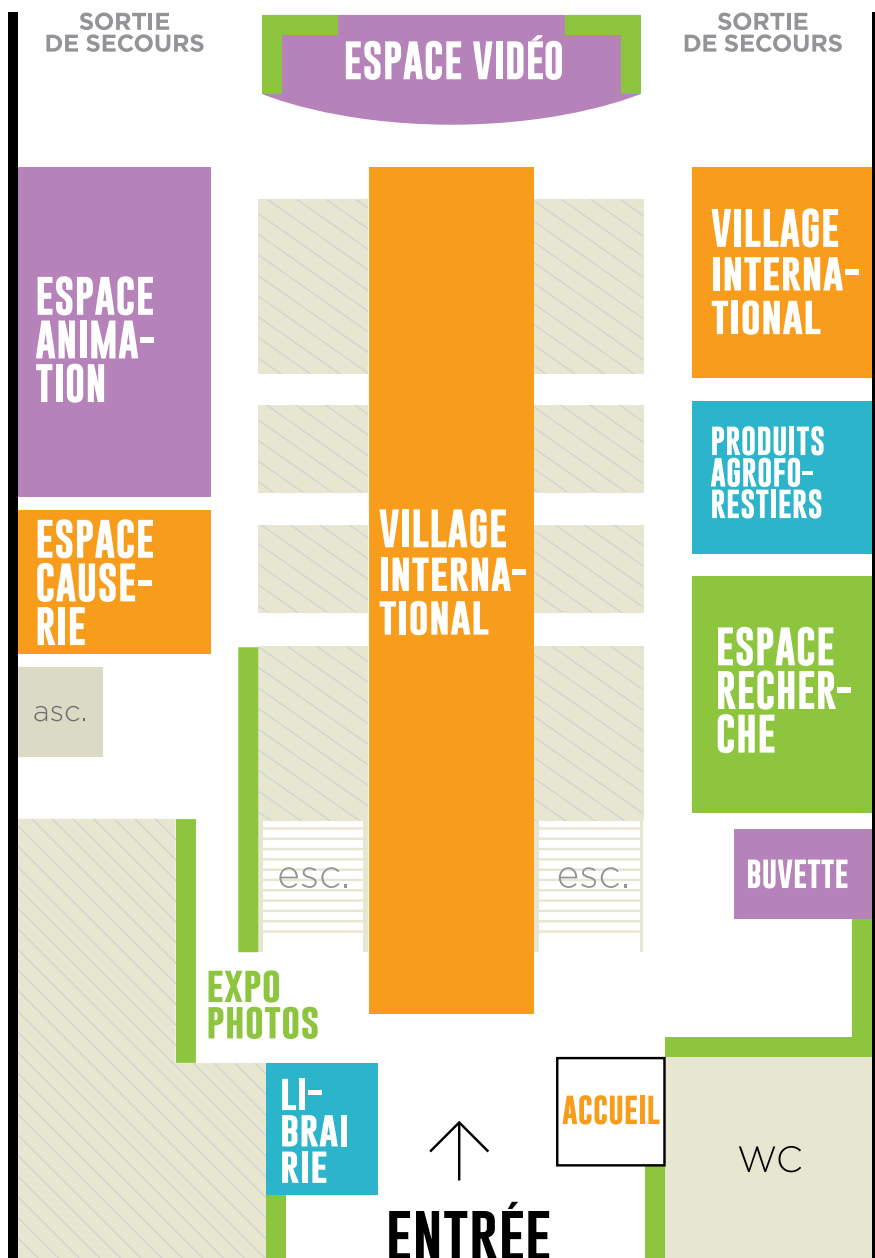 SORTIE
DE SECOURS
ESPACE VIDÉO
SORTIE
DE SECOURS
ESPACE
ANIMA-
TION
VILLAGE
INTERNA-
TIONAL
PRODUITS
AGROFO-
RESTIERS
ESPACE
CAUSE-
RIE
VILLAGE
INTERNA-
TIONAL
ESPACE
RECHER-
CHE
asc.
esc.
esc.
BUVETTE
EXPO
PHOTOS
LI-
BRAI
RIE
ACCUEIL
WC
ENTRÉE